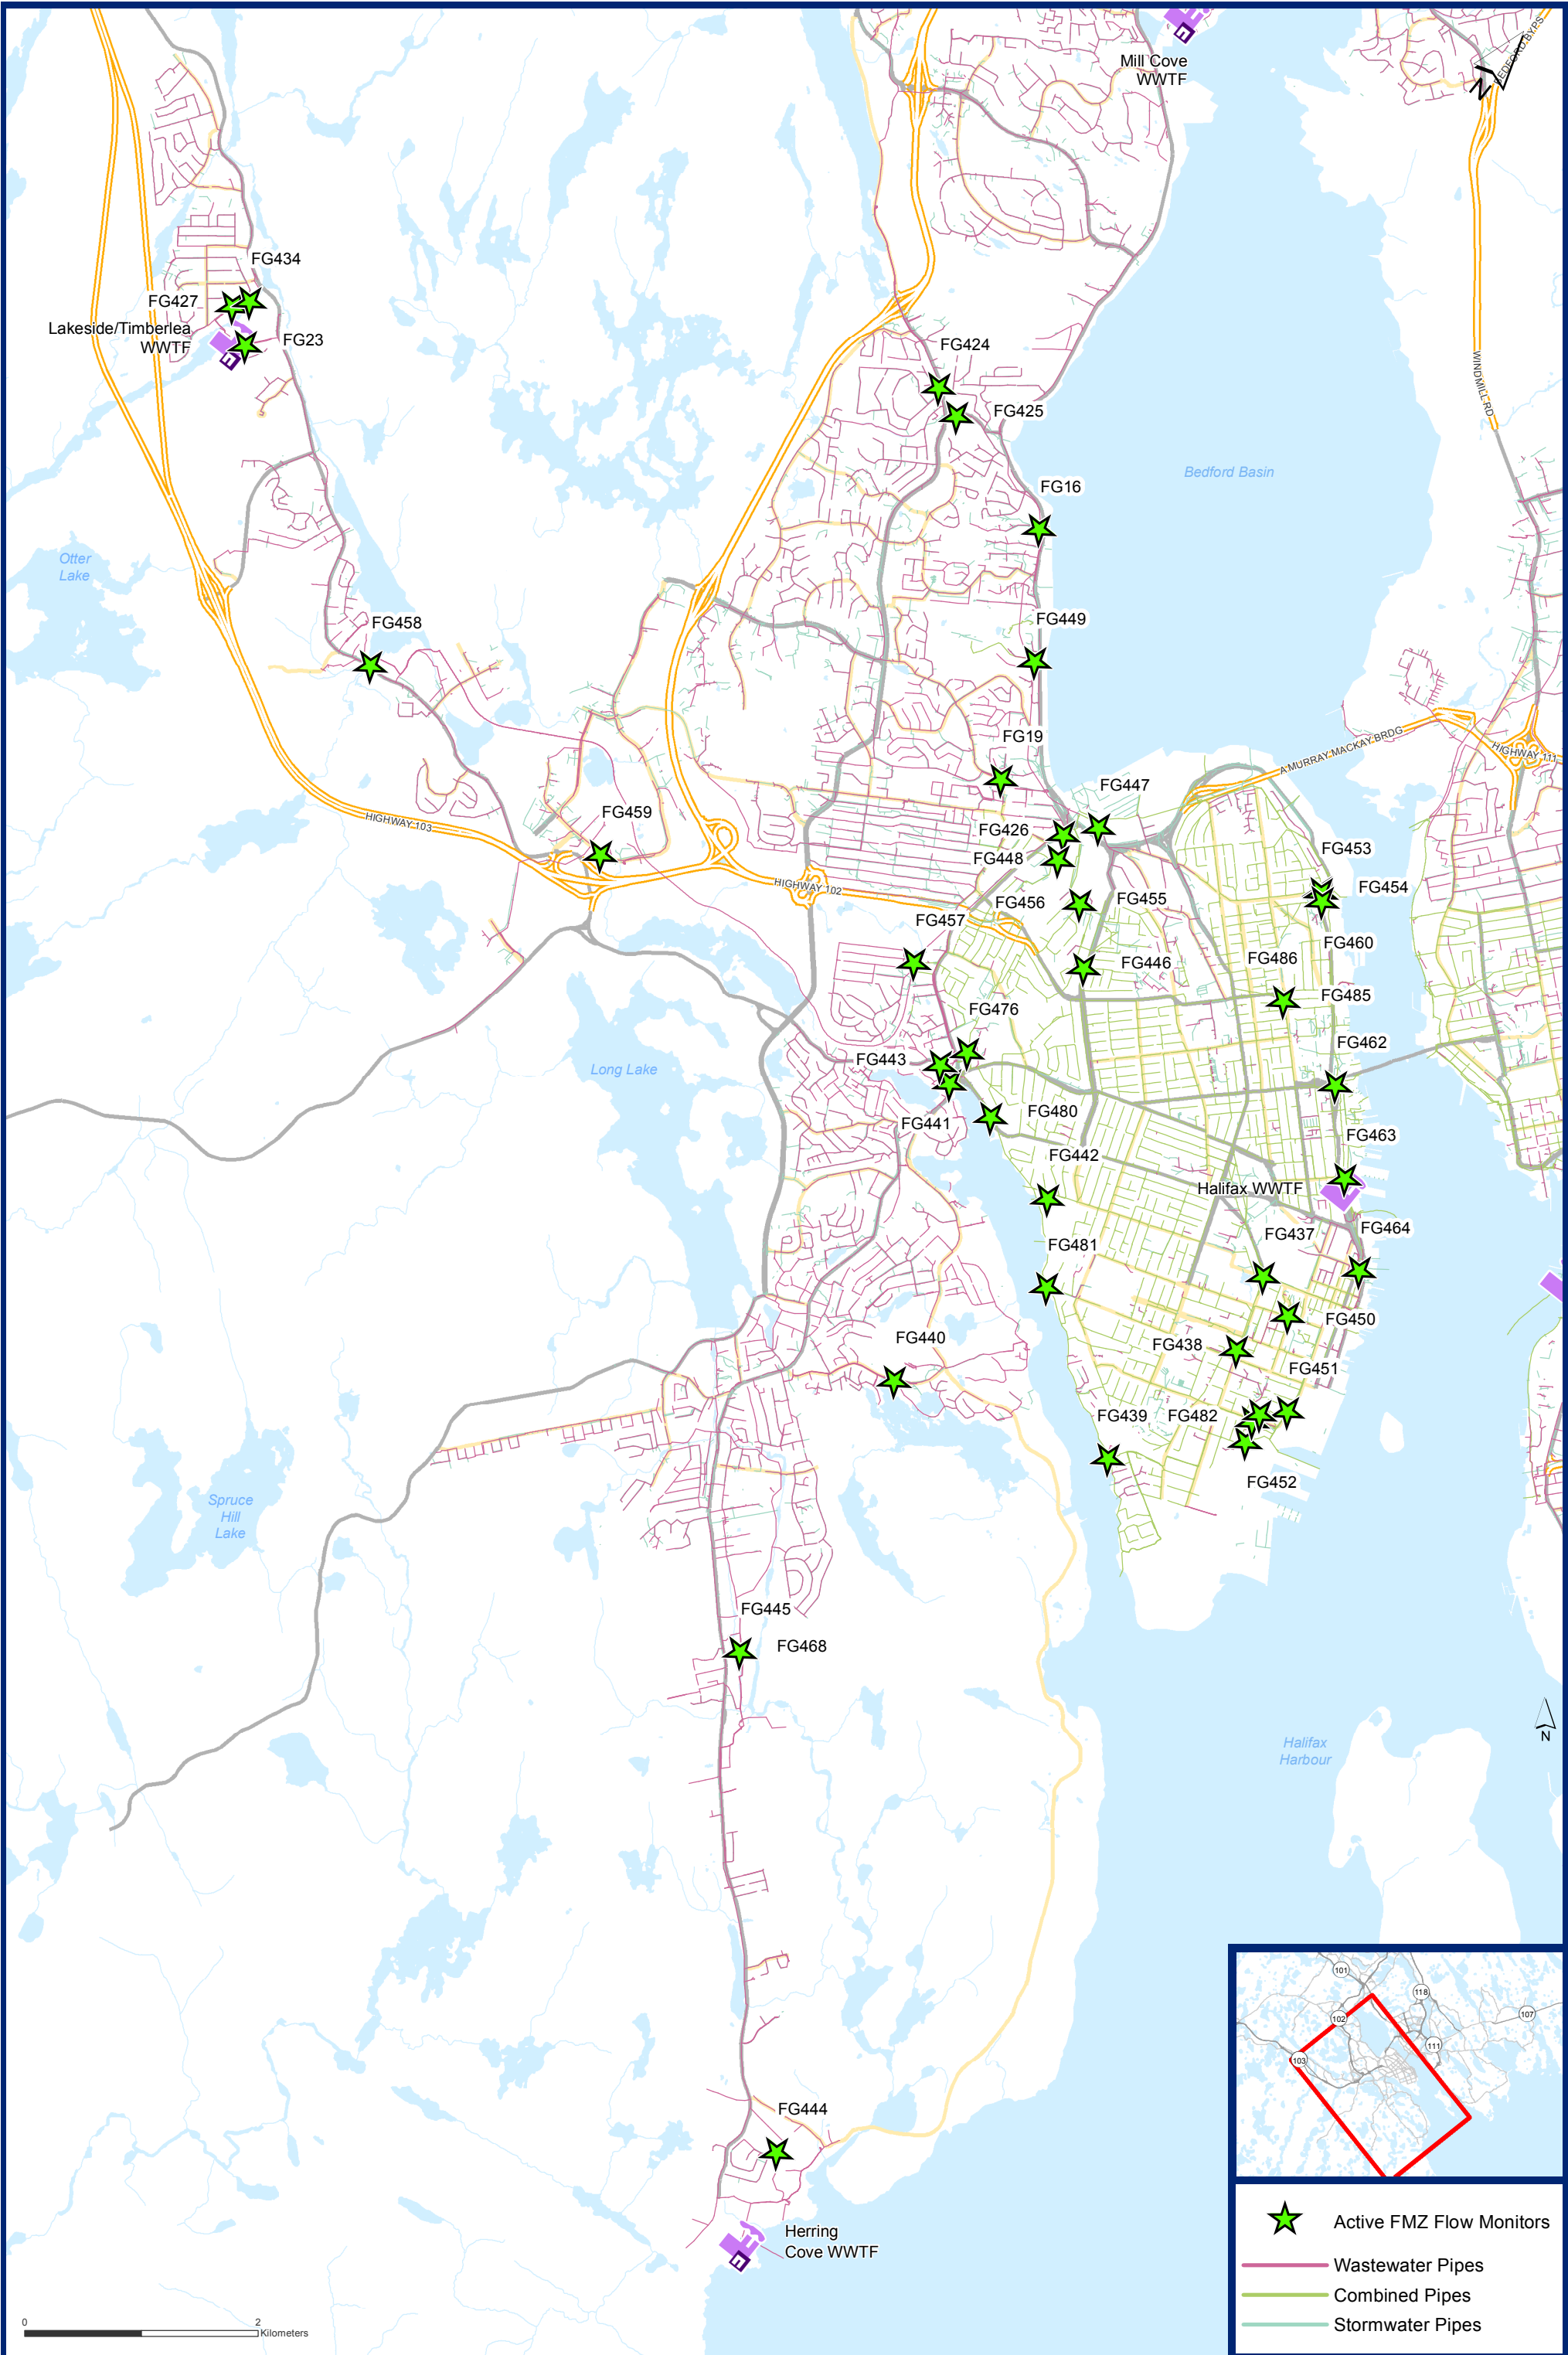 Mill Cove
WWTF
BEDFORD BYPS
N
FG434
FG427
Lakeside/Timberlea
WWTF
FG23
FG424
WINDMILL RD
FG425
Bedford Basin
FG16
Otter
Lake
FG449
FG458
FG19
A MURRAY MACKAY BRDG
HIGHWAY 111
FG447
FG459
HIGHWAY 103
FG426
FG453
FG448
HIGHWAY 102
FG454
FG456
FG455
FG457
FG460
FG446
FG486
FG485
FG476
FG462
FG443
Long Lake
FG480
FG441
FG463
FG442
Halifax WWTF
FG464
FG437
FG481
FG450
FG440
FG438
FG451
FG439
FG482
FG452
Spruce
Hill
Lake
FG445
FG468
N
Halifax
Harbour
101
118
107
102
111
103
FG444
Herring
Cove WWTF
Active FMZ Flow Monitors
Wastewater Pipes
Combined Pipes
Stormwater Pipes
0 2
Kilometers